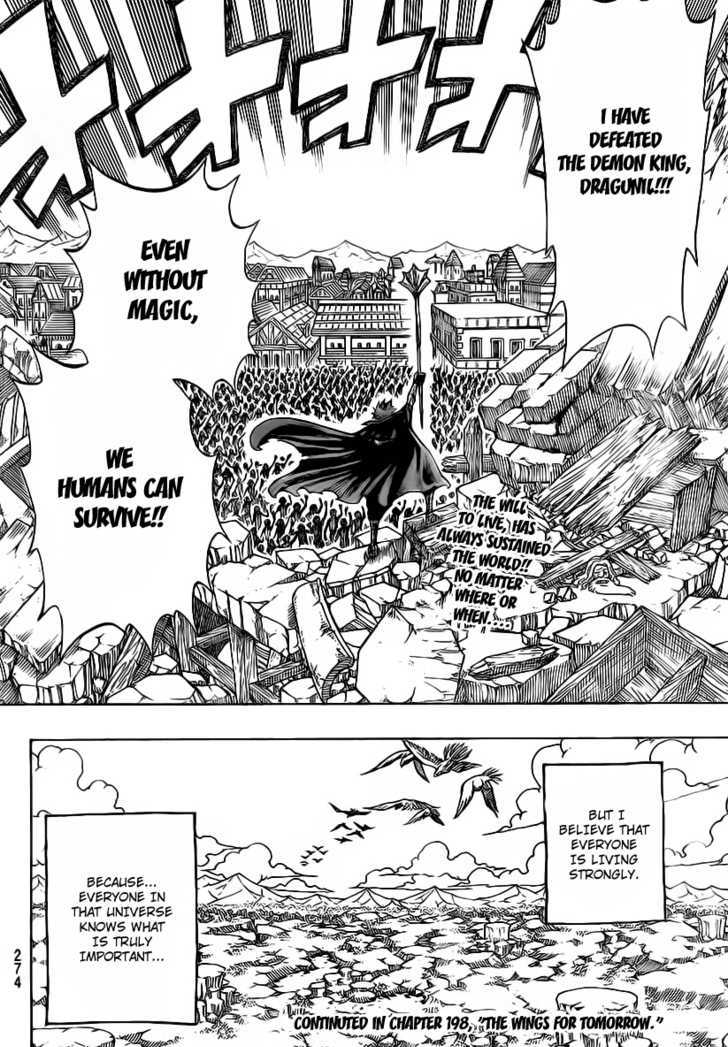 I HAVE
DEFEATED
THE DEMON KING,
DRAGUNIL!!!
EVEN
WITHOUT
MAGIC,
WE
HUMANS CAN
SURVIVE!!
THE WILL
TO LIVE, HAS
ALWAYS SUSTAINED
THE WORLD!!
NO MATTER
WHERE OR
WHEN...
BUT I
BELIEVE THAT
EVERYONE
IS LIVING
STRONGLY.
BECAUSE...
EVERYONE IN
THAT UNIVERSE
KNOWS WHAT
IS TRULY
IMPORTANT...
274
CONTINUTED IN CHAPTER 198, "THE WINGS FOR TOMORROW."